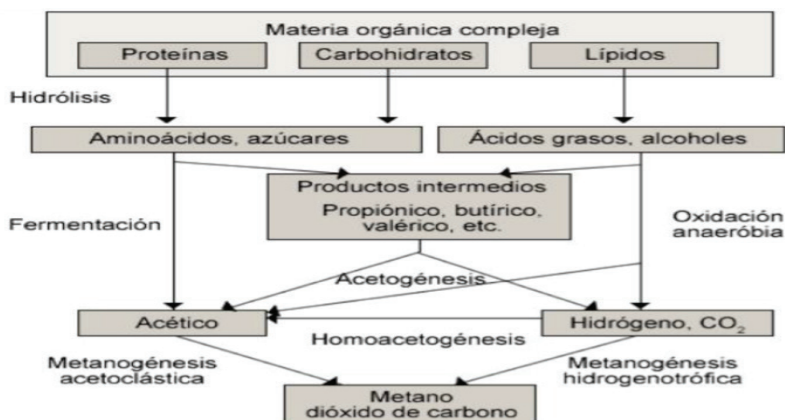 Materia orgánica compleja
Proteínas Carbohidratos Lípidos
Hidrólisis
Aminoácidos, azúcares Ácidos grasos, alcoholes
Productos intermedios
Propiónico, butírico,
valérico, etc.
Fermentación
Oxidación
anaeróbia
Acetogénesis
Acético Hidrógeno, CO₂
Homoacetogénesis
Metanogénesis
acetoclástica
Metanogénesis
hidrogenotrófica
Metano
dióxido de carbono